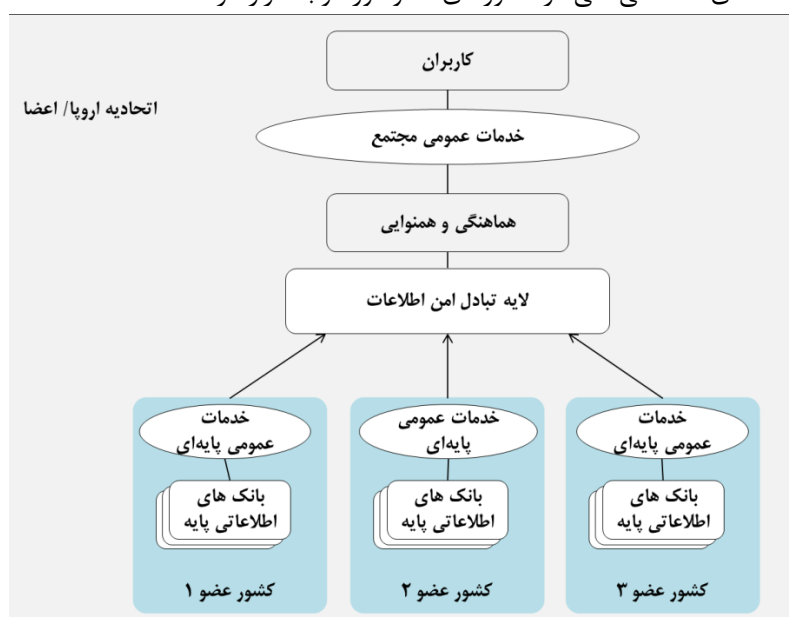 کاربران
اتحادیه اروپا/ اعضا
خدمات عمومی مجتمع
هماهنگی و همنوایی
لایه تبادل امن اطلاعات
خدمات
عمومی پایه‌ای
خدمات عمومی
پایه‌ای
خدمات
عمومی پایه‌ای
بانک های
اطلاعاتی پایه
بانک های
اطلاعاتی پایه
بانک های
اطلاعاتی پایه
کشور عضو ۳
کشور عضو ۲
کشور عضو ۱